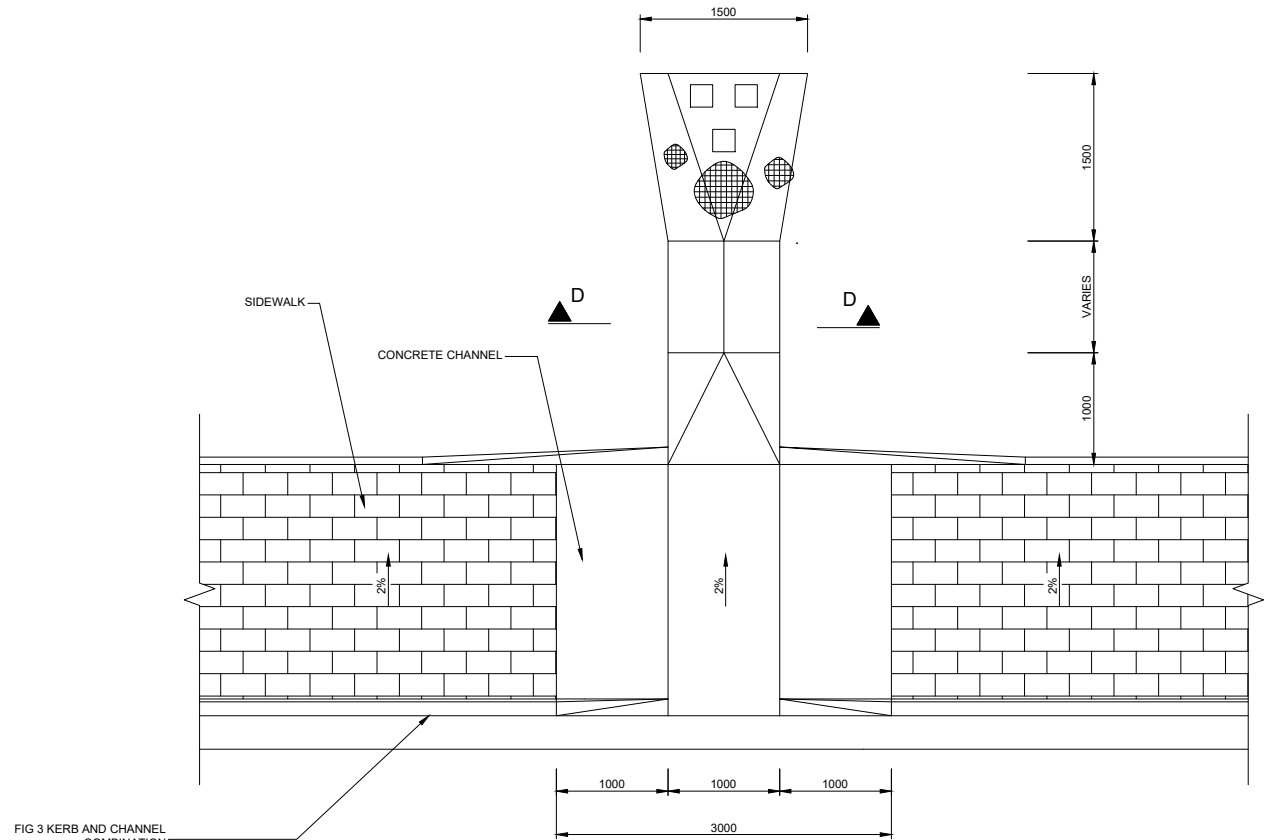 1500
1500
SIDEWALK
D
D
VARIES
CONCRETE CHANNEL
1000
2%
2%
2%
1000
1000
1000
FIG 3 KERB AND CHANNEL
COMBINATION
3000